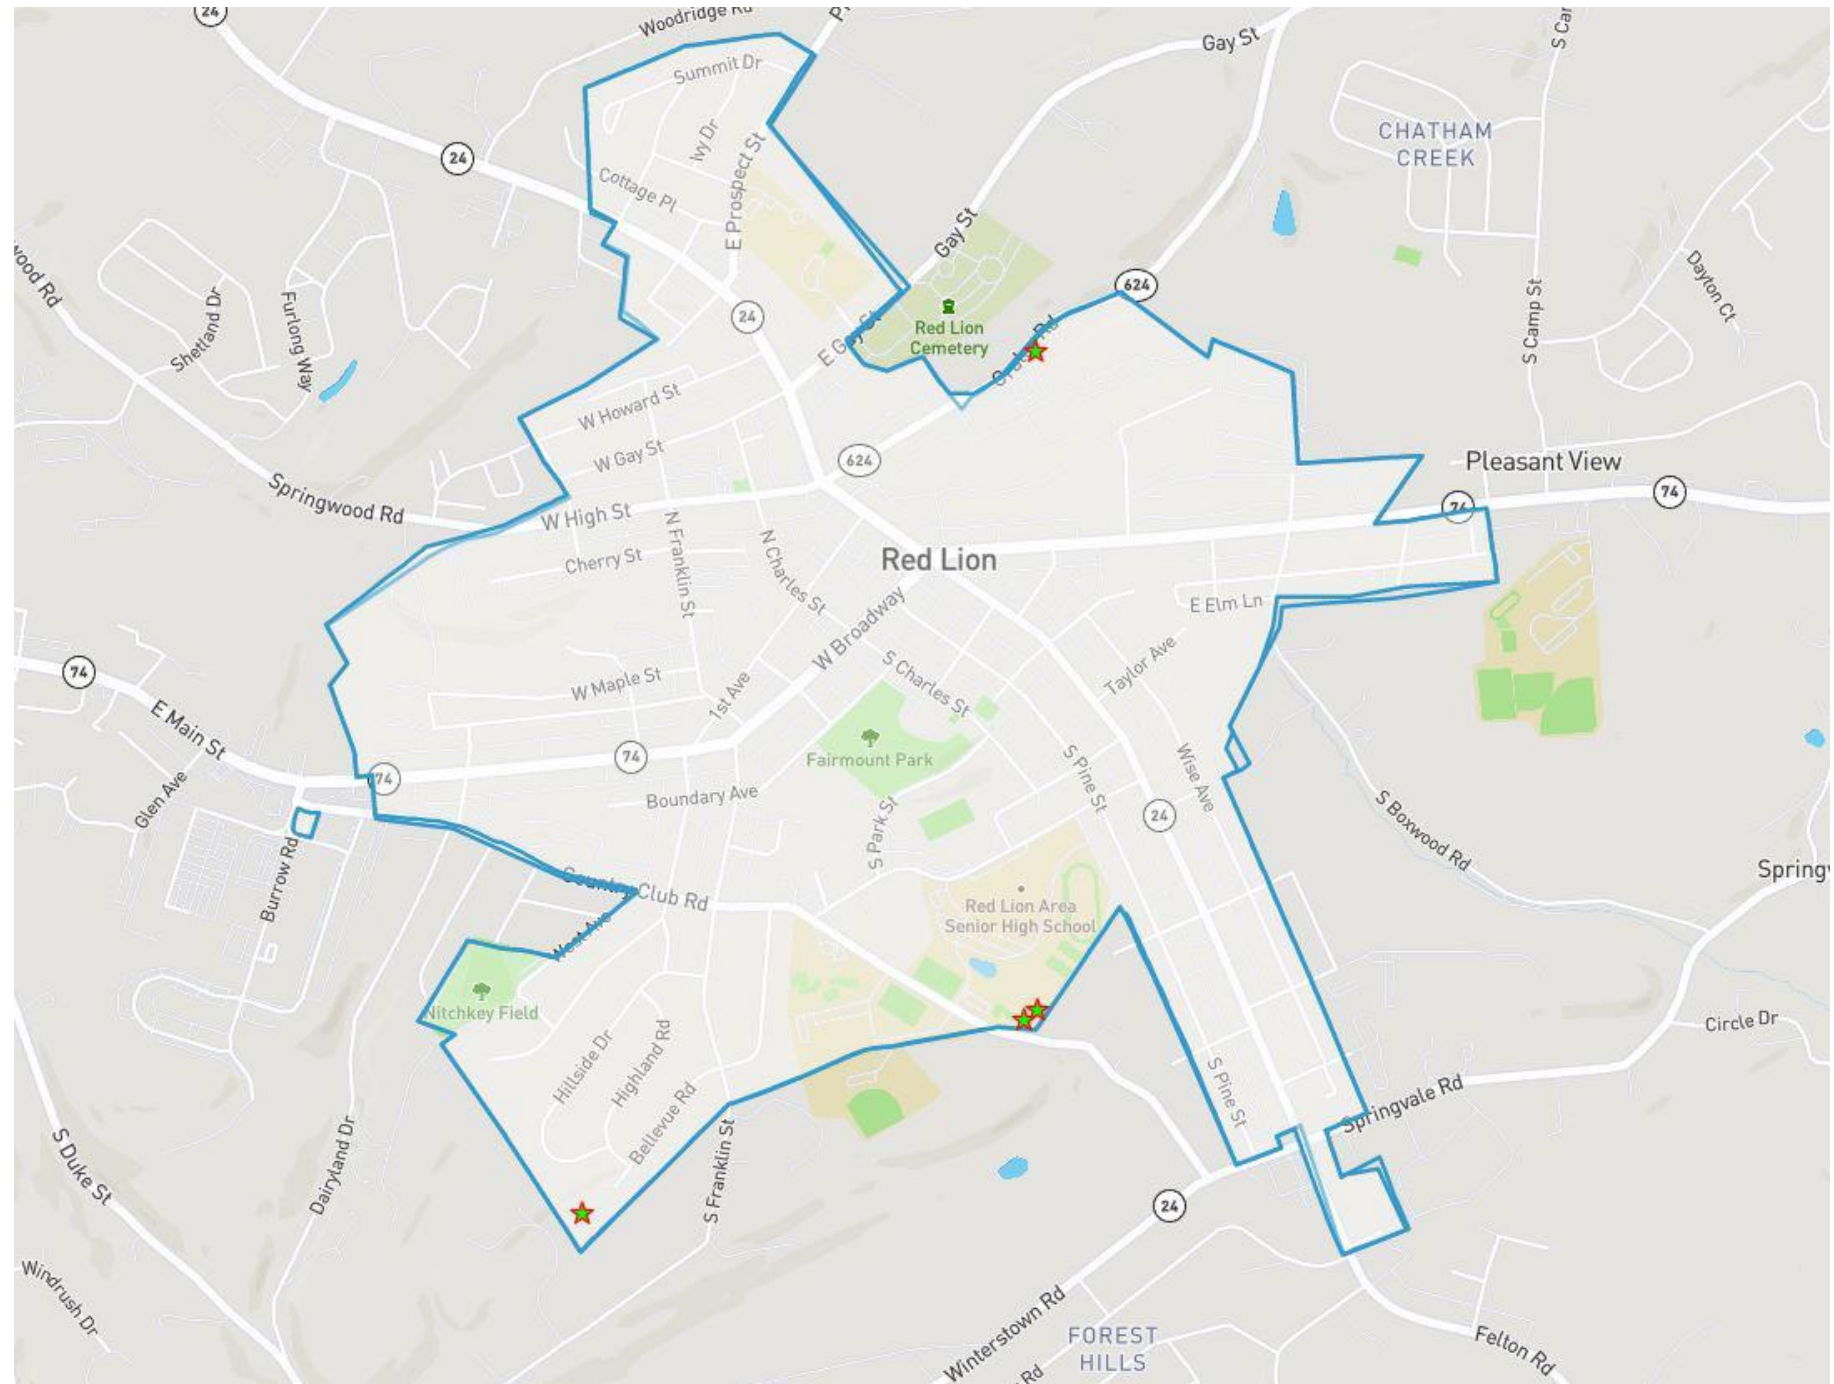 24
Woodridge Rd
Gay St
Summit Dr
Ivy Dr
24
CHATHAM
CREEK
Cottage Pl
E Prospect St
Gay St
wood Rd
Shetland Dr
Furlong Way
624
S Camp St
Dayton Ct
24
E Gay St
Red Lion
Cemetery
W Howard St
W Gay St
624
Pleasant View
74
74
Springwood Rd
W High St
N Franklin St
N Charles St
Cherry St
Red Lion
E Elm Ln
W Broadway
S Charles St
Taylor Ave
W Maple St
1st Ave
74
E Main St
74
74
Fairmount Park
S Pine St
Wise Ave
Glen Ave
Boundary Ave
S Park St
24
S Boxwood Rd
Burrow Rd
Country Club Rd
West Ave
Red Lion Area
Senior High School
Springv
Nitchkey Field
Circle Dr
Hillside Dr
Highland Rd
Bellevue Rd
S Pine St
Springvale Rd
S Duke St
Dairyland Dr
S Franklin St
24
Windrush Dr
Winterstown Rd
FOREST
HILLS
Felton Rd
Rd